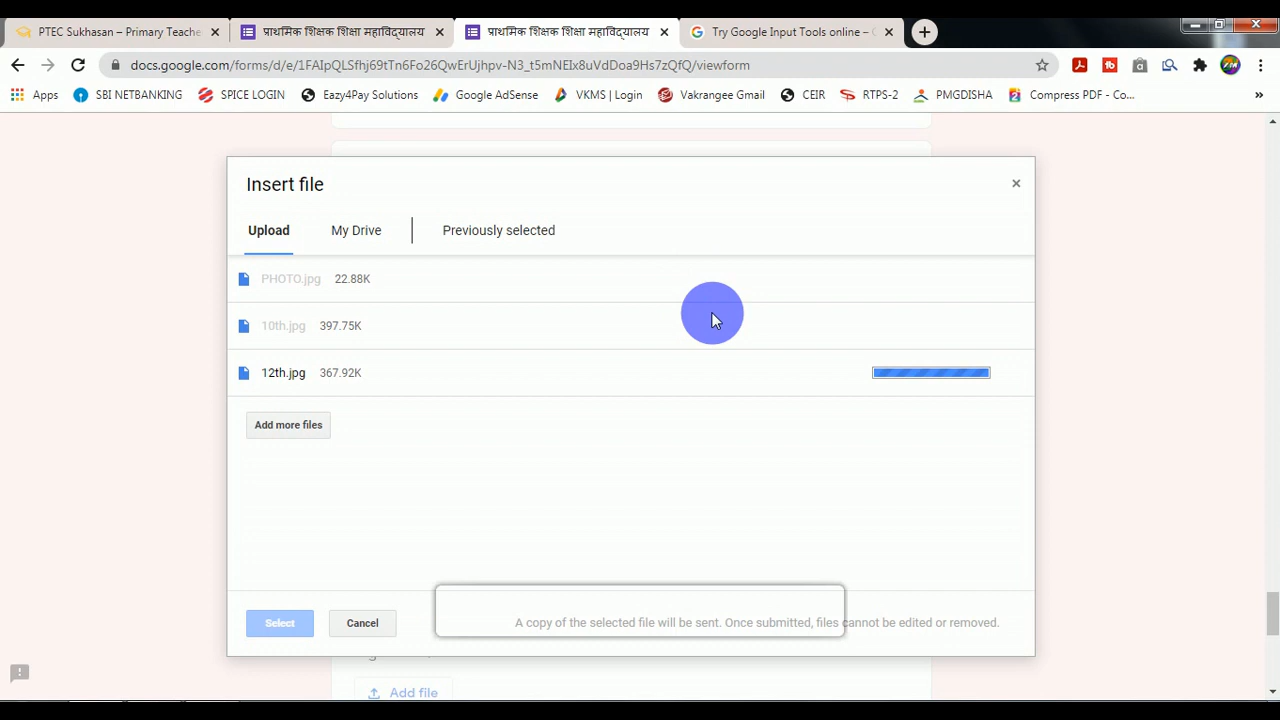 PTEC Sukhasan – Primary Teache
प्राथमिक शिक्षक शिक्षा महाविद्यालय
प्राथमिक शिक्षक शिक्षा महाविद्यालय
Try Google Input Tools online –
docs.google.com/forms/d/e/1FAIpQLSfhj69tTn6Fo26QwErUjhpv-N3_t5mNEIx8uVdDoa9Hs7zQfQ/viewform
Apps
SBI NETBANKING
SPICE LOGIN
Eazy4Pay Solutions
Google AdSense
VKMS | Login
Vakrangee Gmail
CEIR
RTPS-2
PMGDISHA
Compress PDF - Co...
Insert file
Upload
My Drive
Previously selected
PHOTO.jpg 22.88K
10th.jpg 397.75K
12th.jpg 367.92K
Add more files
Select
Cancel
A copy of the selected file will be sent. Once submitted, files cannot be edited or removed.
Add file